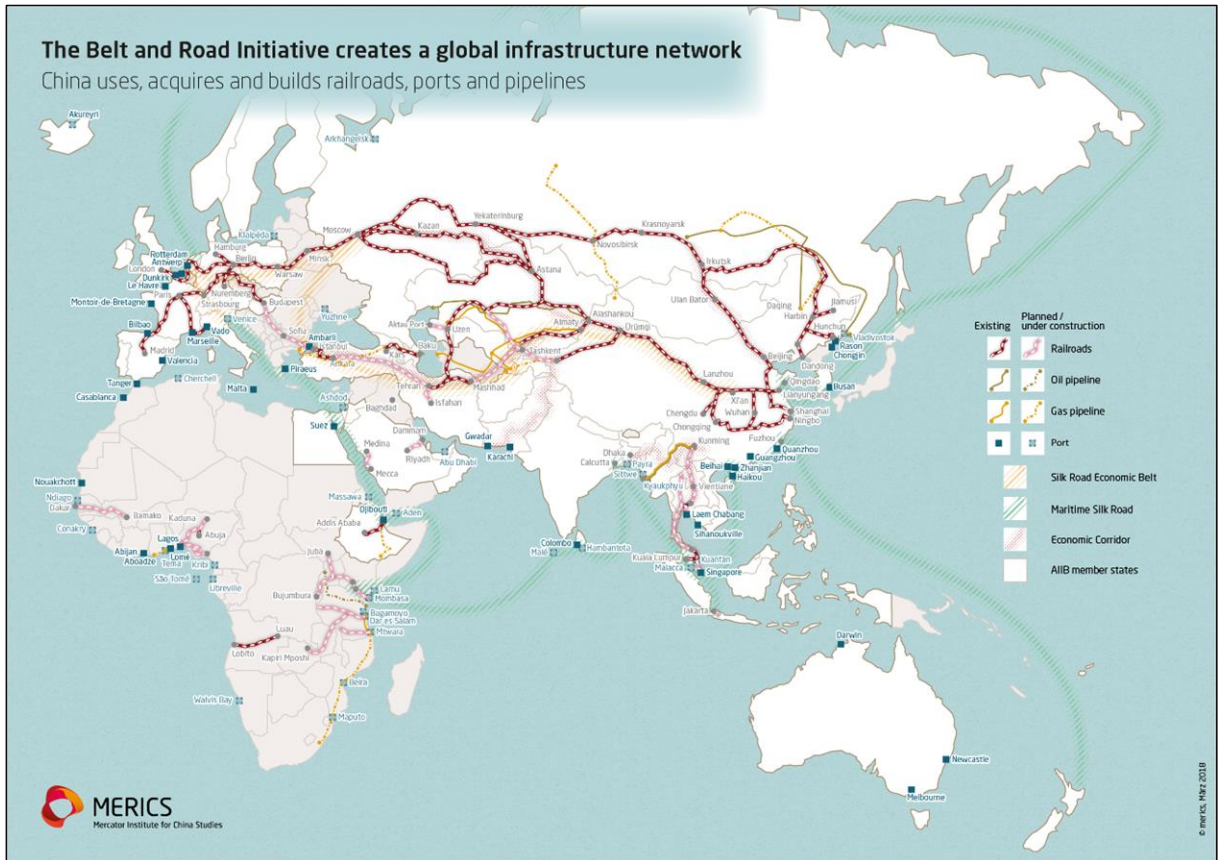 The Belt and Road Initiative creates a global infrastructure network
China uses, acquires and builds railroads, ports and pipelines
Akureyri
Arkhangelsk
Klaipėda
Moscow
Kazan
Yekaterinburg
Novosibirsk
Krasnoyarsk
Irkutsk
Ulan Bator
Astana
Minsk
Warsaw
Hamburg
Berlin
Rotterdam
Antwerp
London
Dunkirk
Le Havre
Paris
Nuremberg
Strasbourg
Budapest
Montoir-de-Bretagne
Bilbao
Madrid
Valencia
Marseille
Vado
Venice
Yuzhne
Sofia
Ambarli
Istanbul
Ankara
Piraeus
Malta
Tanger
Casablanca
Cherchell
Kars
Baku
Aktau Port
Uzen
Tashkent
Almaty
Alashankou
Ürümqi
Daqing
Jiamusi
Harbin
Hunchun
Vladivostok
Rason
Chongjin
Dandong
Beijing
Busan
Qingdao
Lianyungang
Lanzhou
Xi'an
Chengdu
Wuhan
Chongqing
Shanghai
Ningbo
Fuzhou
Quanzhou
Guangzhou
Beihai
Zhanjian
Haikou
Kunming
Tehran
Mashhad
Isfahan
Baghdad
Ashdod
Suez
Dammam
Medina
Riyadh
Mecca
Abu Dhabi
Gwadar
Karachi
Dhaka
Calcutta
Payra
Sittwe
Kyaukphyu
Vientiane
Laem Chabang
Sihanoukville
Colombo
Hambantota
Malé
Kuala Lumpur
Kuantan
Malacca
Singapore
Jakarta
Massawa
Djibouti
Aden
Addis Ababa
Nouakchott
Ndiago
Dakar
Bamako
Conakry
Kaduna
Abuja
Lagos
Lomé
Tema
Abijan
Aboadze
Kribi
São Tomé
Libreville
Juba
Bujumbura
Lamu
Mombasa
Bagamoyo
Dar es Salam
Mtwara
Luau
Lobito
Kapiri Mposhi
Walvis Bay
Beira
Maputo
Darwin
Newcastle
Melbourne
Existing
Planned /
under construction
Railroads
Oil pipeline
Gas pipeline
Port
Silk Road Economic Belt
Maritime Silk Road
Economic Corridor
AIIB member states
MERICS
Mercator Institute for China Studies
© merics, März 2018